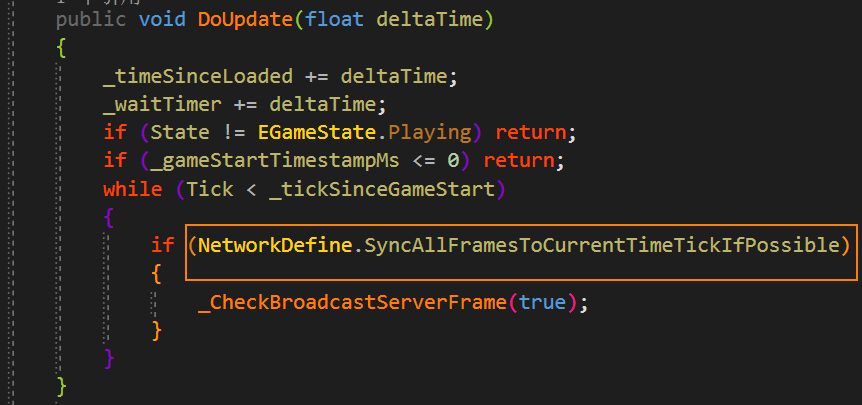 public void DoUpdate(float deltaTime)
{
_timeSinceLoaded += deltaTime;
_waitTimer += deltaTime;
if (State != EGameState.Playing) return;
if (_gameStartTimestampMs <= 0) return;
while (Tick < _tickSinceGameStart)
{
if (NetworkDefine.SyncAllFramesToCurrentTimeTickIfPossible)
{
_CheckBroadcastServerFrame(true);
}
}
}